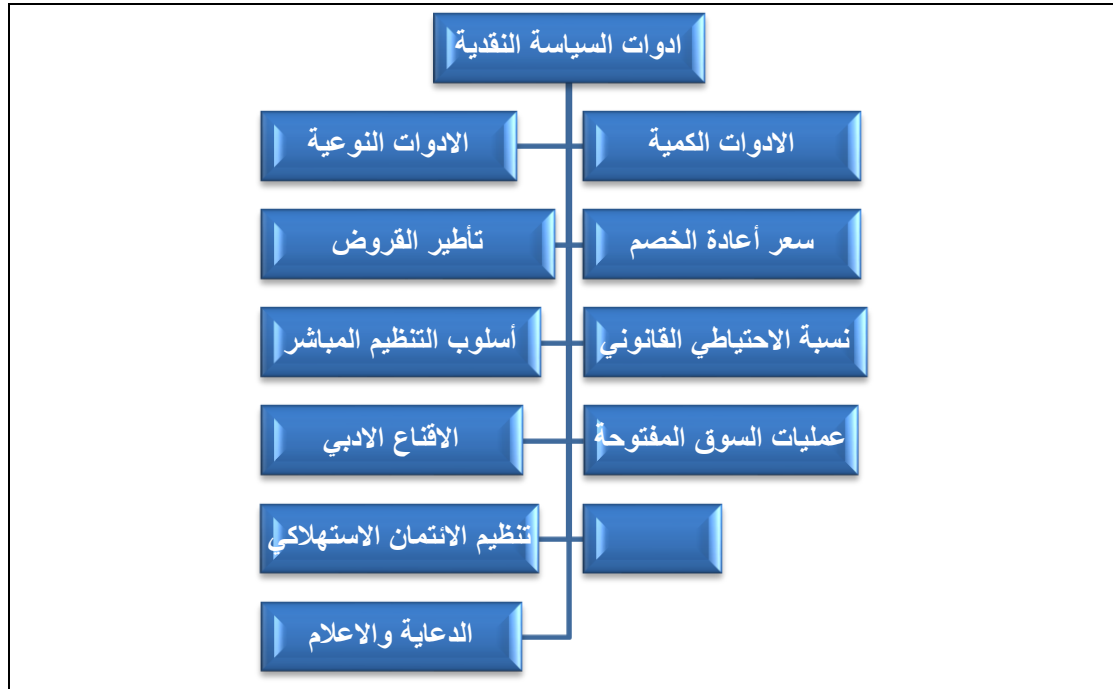 ادوات السياسة النقدية
الادوات الكمية
الادوات النوعية
سعر أعادة الخصم
تأطير القروض
نسبة الاحتياطي القانوني
أسلوب التنظيم المباشر
عمليات السوق المفتوحة
الاقناع الادبي
تنظيم الائتمان الاستهلاكي
الدعاية والاعلام